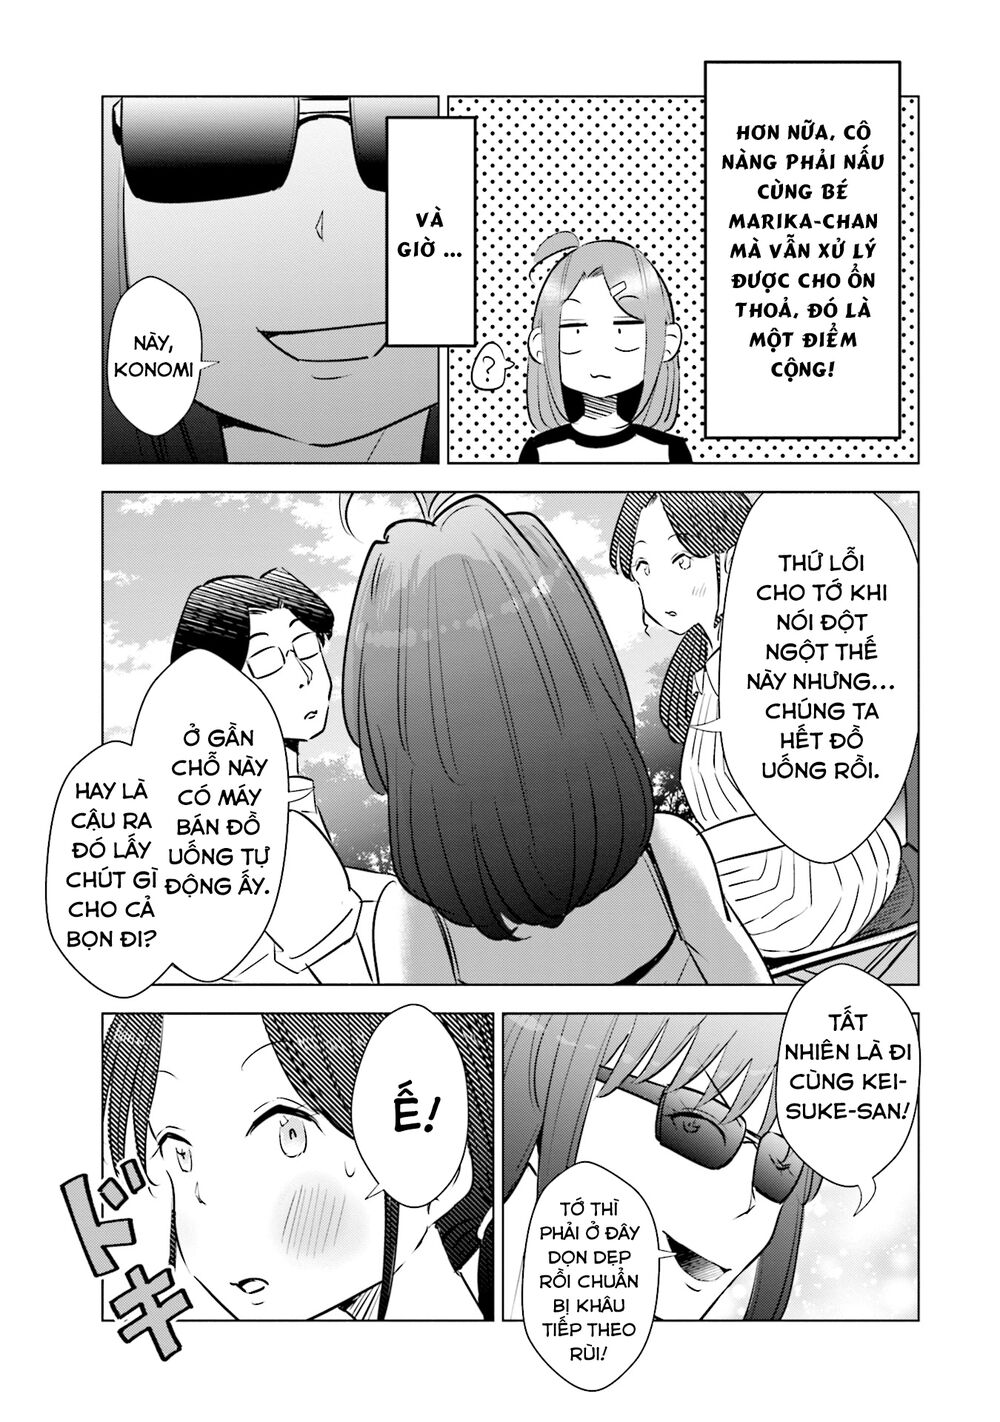 HƠN NỮA, CÔ
NÀNG PHẢI NẤU
CÙNG BÉ
MARIKA-CHAN
MÀ VẪN XỬ LÝ
ĐƯỢC CHO ỔN
THOẢ, ĐÓ LÀ
MỘT ĐIỂM
CỘNG!
?
VÀ
GIỜ ...
NÀY,
KONOMI
THỨ LỖI
CHO TỚ KHI
NÓI ĐỘT
NGỘT THẾ
NÀY NHƯNG...
CHÚNG TA
HẾT ĐỒ
UỐNG RỒI.
Ở GẦN
CHỖ NÀY
CÓ MÁY
BÁN ĐỒ
UỐNG TỰ
ĐỘNG ẤY.
HAY LÀ
CẬU RA
ĐÓ LẤY
CHÚT GÌ
CHO CẢ
BỌN ĐI?
TẤT
NHIÊN LÀ ĐI
CÙNG KEI-
SUKE-SAN!
TỚ THÌ
PHẢI Ở ĐÂY
DỌN DẸP
RỒI CHUẨN
BỊ KHÂU
TIẾP THEO
RÙI!
Ế!
ドキ